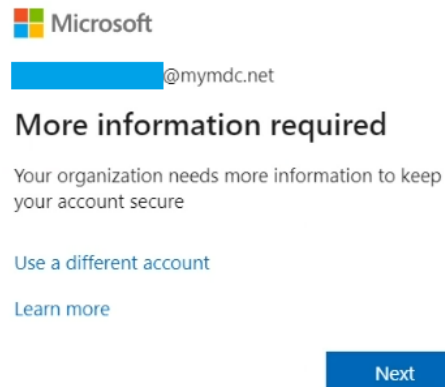 Microsoft
@mymdc.net
More information required
Your organization needs more information to keep
your account secure
Use a different account
Learn more
Next